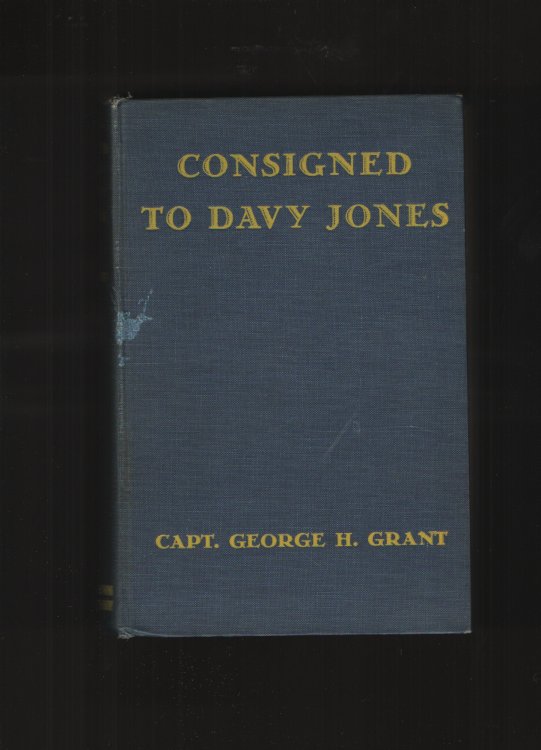 CONSIGNED
TO DAVY JONES
CAPT. GEORGE H. GRANT